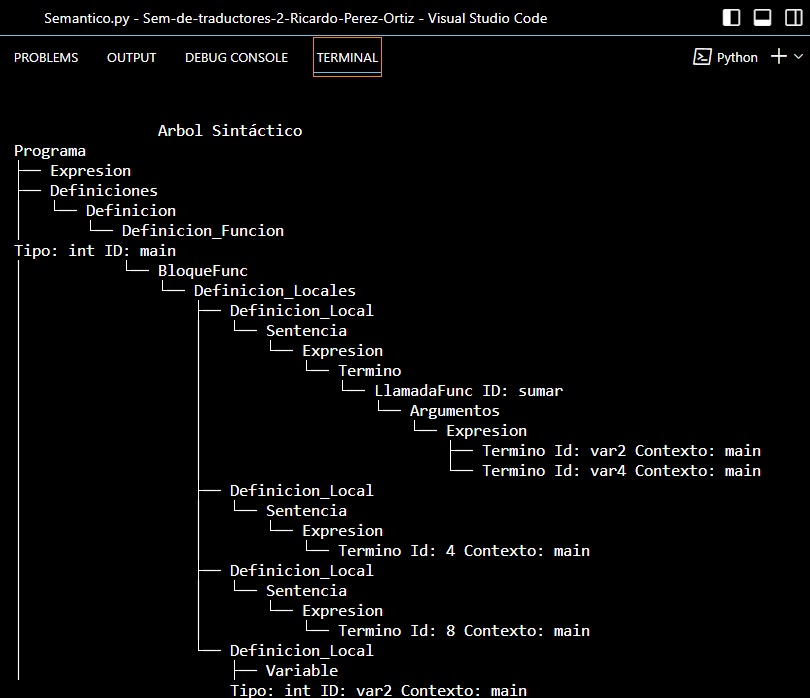 Semantico.py - Sem-de-traductores-2-Ricardo-Perez-Ortiz - Visual Studio Code
PROBLEMS OUTPUT DEBUG CONSOLE TERMINAL Python
Arbol Sintáctico
Programa
├── Expresion
├── Definiciones
│   └── Definicion
│       └── Definicion_Funcion
Tipo: int ID: main
│           └── BloqueFunc
│               └── Definicion_Locales
│                   ├── Definicion_Local
│                   │   └── Sentencia
│                   │       └── Expresion
│                   │           └── Termino
│                   │               └── LlamadaFunc ID: sumar
│                   │                   └── Argumentos
│                   │                       └── Expresion
│                   │                           ├── Termino Id: var2 Contexto: main
│                   │                           └── Termino Id: var4 Contexto: main
│                   ├── Definicion_Local
│                   │   └── Sentencia
│                   │       └── Expresion
│                   │           └── Termino Id: 4 Contexto: main
│                   ├── Definicion_Local
│                   │   └── Sentencia
│                   │       └── Expresion
│                   │           └── Termino Id: 8 Contexto: main
│                   └── Definicion_Local
│                       ├── Variable
Tipo: int ID: var2 Contexto: main